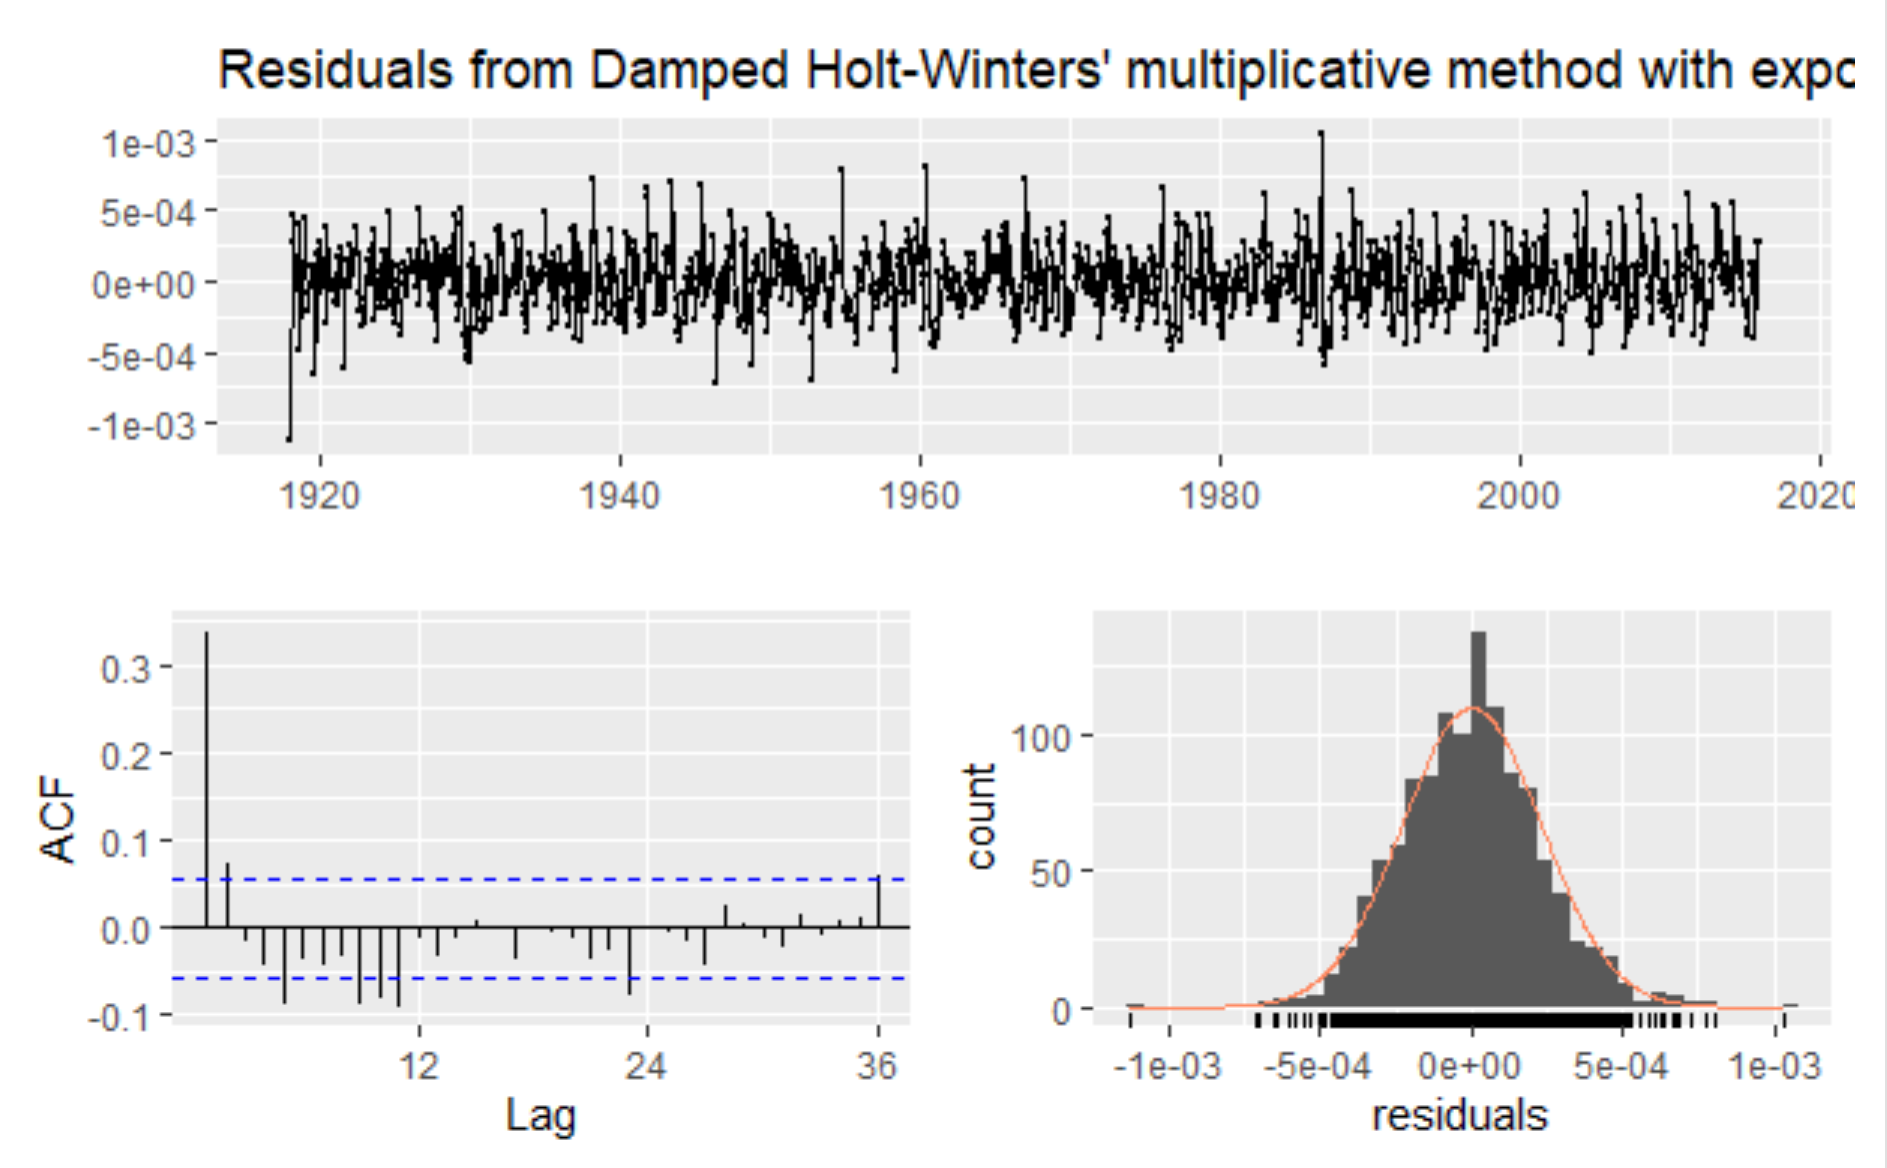 Residuals from Damped Holt-Winters' multiplicative method with expo
1e-03
5e-04
0e+00
-5e-04
-1e-03
1920 1940 1960 1980 2000 2020
ACF
0.3
0.2
0.1
0.0
-0.1
12 24 36
Lag
count
100
50
0
-1e-03 -5e-04 0e+00 5e-04 1e-03
residuals